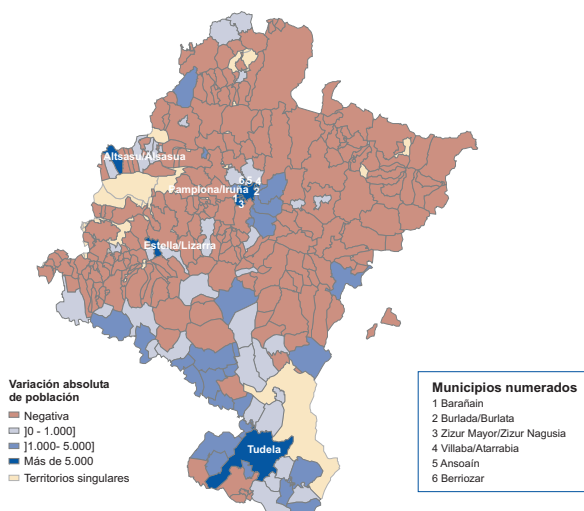 Altsasu/Alsasua
6 5 4
Pamplona/Iruña
2
1
3
Estella/Lizarra
Tudela
Variación absoluta
de población
Negativa
]0 - 1.000]
]1.000- 5.000]
Más de 5.000
Territorios singulares
Municipios numerados
1 Barañain
2 Burlada/Burlata
3 Zizur Mayor/Zizur Nagusia
4 Villaba/Atarrabia
5 Ansoaín
6 Berriozar